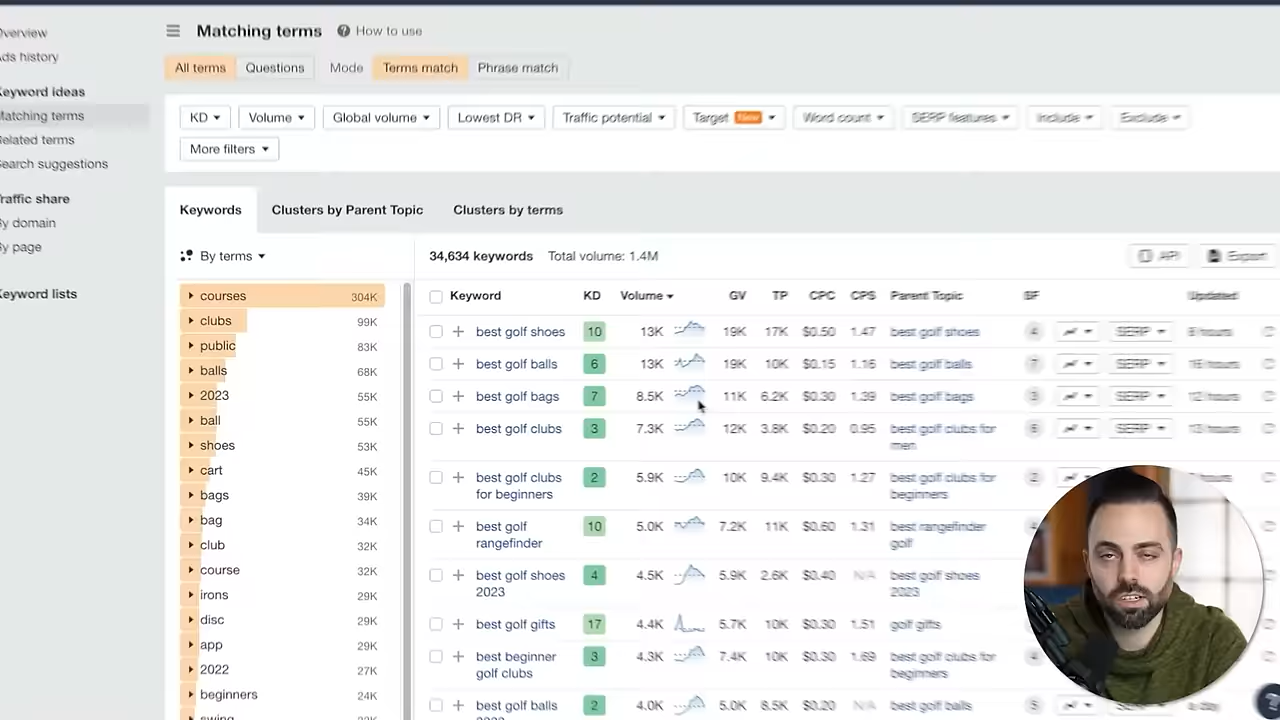 Overview
Ads history
Keyword ideas
Matching terms
Related terms
Search suggestions
Traffic share
By domain
By page
Keyword lists
Matching terms How to use
All terms Questions Mode Terms match Phrase match
KD Volume Global volume Lowest DR Traffic potential Target New Word count SERP features Include Exclude
More filters
Keywords Clusters by Parent Topic Clusters by terms
By terms
courses 304K
clubs 99K
public 83K
balls 68K
2023 55K
ball 55K
shoes 53K
cart 45K
bags 39K
bag 34K
club 32K
course 32K
irons 29K
disc 29K
app 29K
2022 27K
beginners 24K
swing
34,634 keywords Total volume: 1.4M API Export
Keyword KD Volume GV TP CPC CPS Parent Topic SF Updated
best golf shoes 10 13K 19K 17K $0.50 1.47 best golf shoes 4 SERP hours
best golf balls 6 13K 19K 10K $0.15 1.16 best golf balls 7 SERP hours
best golf bags 7 8.5K 11K 6.2K $0.30 1.39 best golf bags SERP hours
best golf clubs 3 7.3K 12K 3.8K $0.20 0.95 best golf clubs for SERP hours
men
best golf clubs 2 5.9K 10K 9.4K $0.30 1.27 best golf clubs for hours
for beginners beginners
best golf 10 5.0K 7.2K 11K $0.60 1.31 best rangefinder
rangefinder golf
best golf shoes 4 4.5K 5.9K 2.6K $0.40 N/A best golf shoes
2023 2023
best golf gifts 17 4.4K 5.7K 10K $0.30 1.51 golf gifts
best beginner 3 4.3K 7.4K 10K $0.30 1.69 best golf clubs for
golf clubs beginners
best golf balls 2 4.0K 5.0K 8.5K $0.20 N/A best golf balls